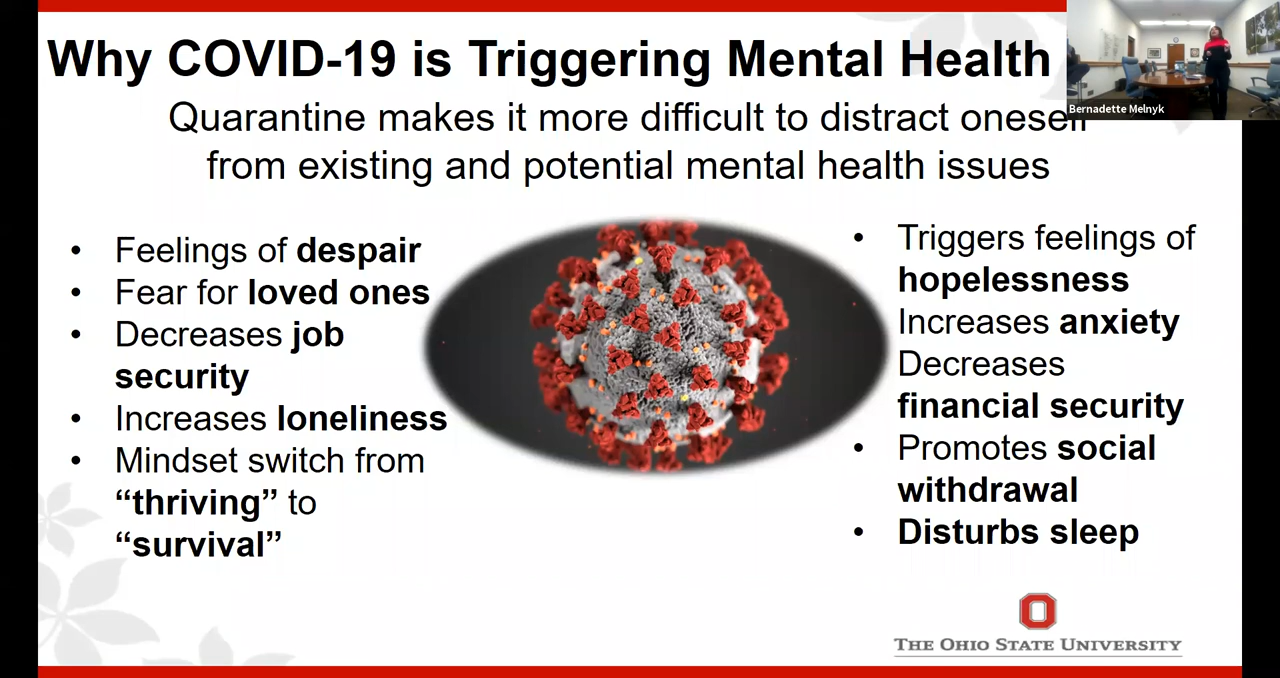 Why COVID-19 is Triggering Mental Health
Bernadette Melnyk
Quarantine makes it more difficult to distract oneself
from existing and potential mental health issues
• Feelings of despair
• Fear for loved ones
• Decreases job
security
• Increases loneliness
• Mindset switch from
“thriving” to
“survival”
• Triggers feelings of
hopelessness
Increases anxiety
Decreases
financial security
• Promotes social
withdrawal
• Disturbs sleep
THE OHIO STATE UNIVERSITY